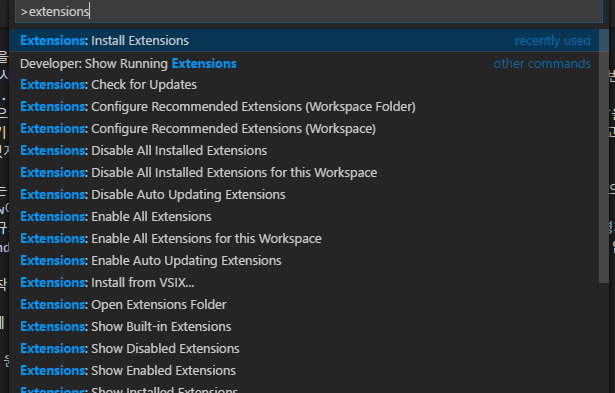 >extensions
Extensions: Install Extensions recently used
Developer: Show Running Extensions other commands
Extensions: Check for Updates
Extensions: Configure Recommended Extensions (Workspace Folder)
Extensions: Configure Recommended Extensions (Workspace)
Extensions: Disable All Installed Extensions
Extensions: Disable All Installed Extensions for this Workspace
Extensions: Disable Auto Updating Extensions
Extensions: Enable All Extensions
Extensions: Enable All Extensions for this Workspace
Extensions: Enable Auto Updating Extensions
Extensions: Install from VSIX...
Extensions: Open Extensions Folder
Extensions: Show Built-in Extensions
Extensions: Show Disabled Extensions
Extensions: Show Enabled Extensions
Extensions: Show Installed Extensions